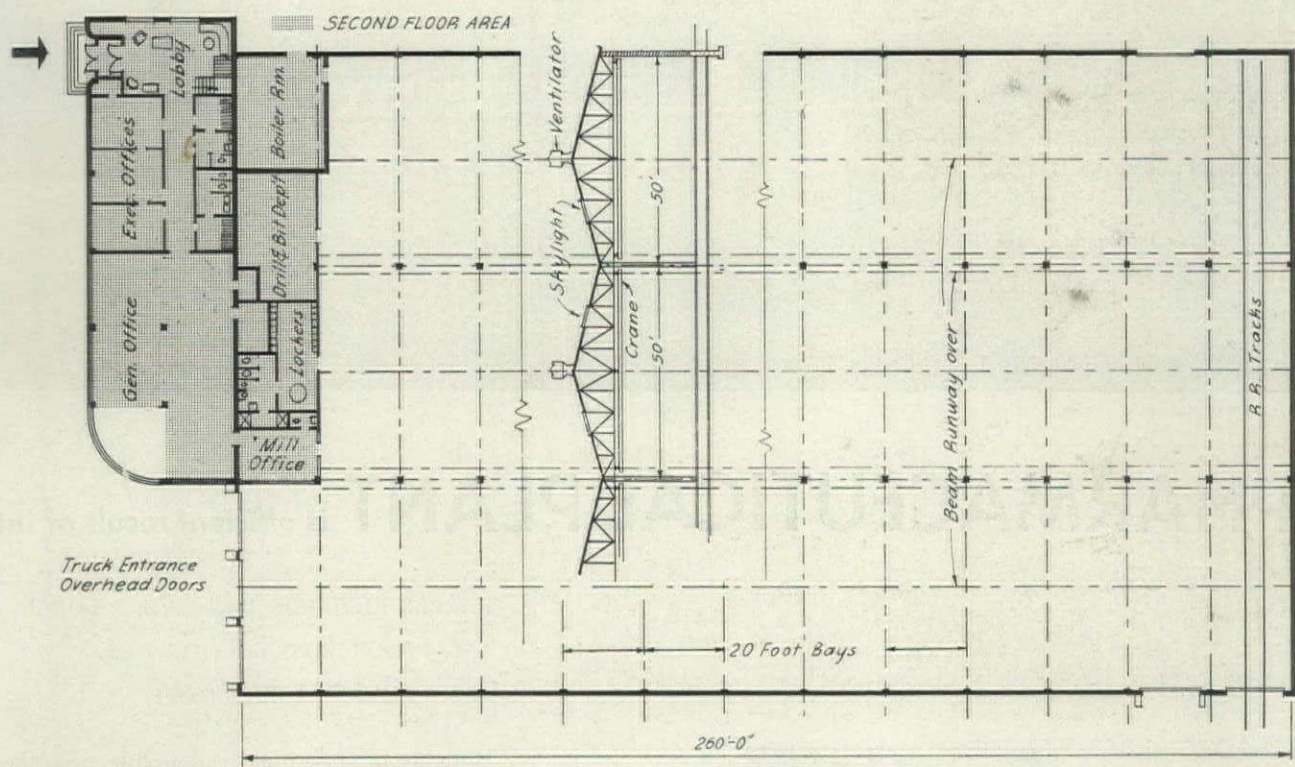 SECOND FLOOR AREA
Lobby
Boiler Rm.
Ventilator
50'
Exec. Offices
Drill & Bit Dep't
Skylight
Gen. Office
Lockers
Crane
50'
Beam Runway over
R.R. Tracks
Mill
Office
Truck Entrance
Overhead Doors
20 Foot Bays
260'-0"